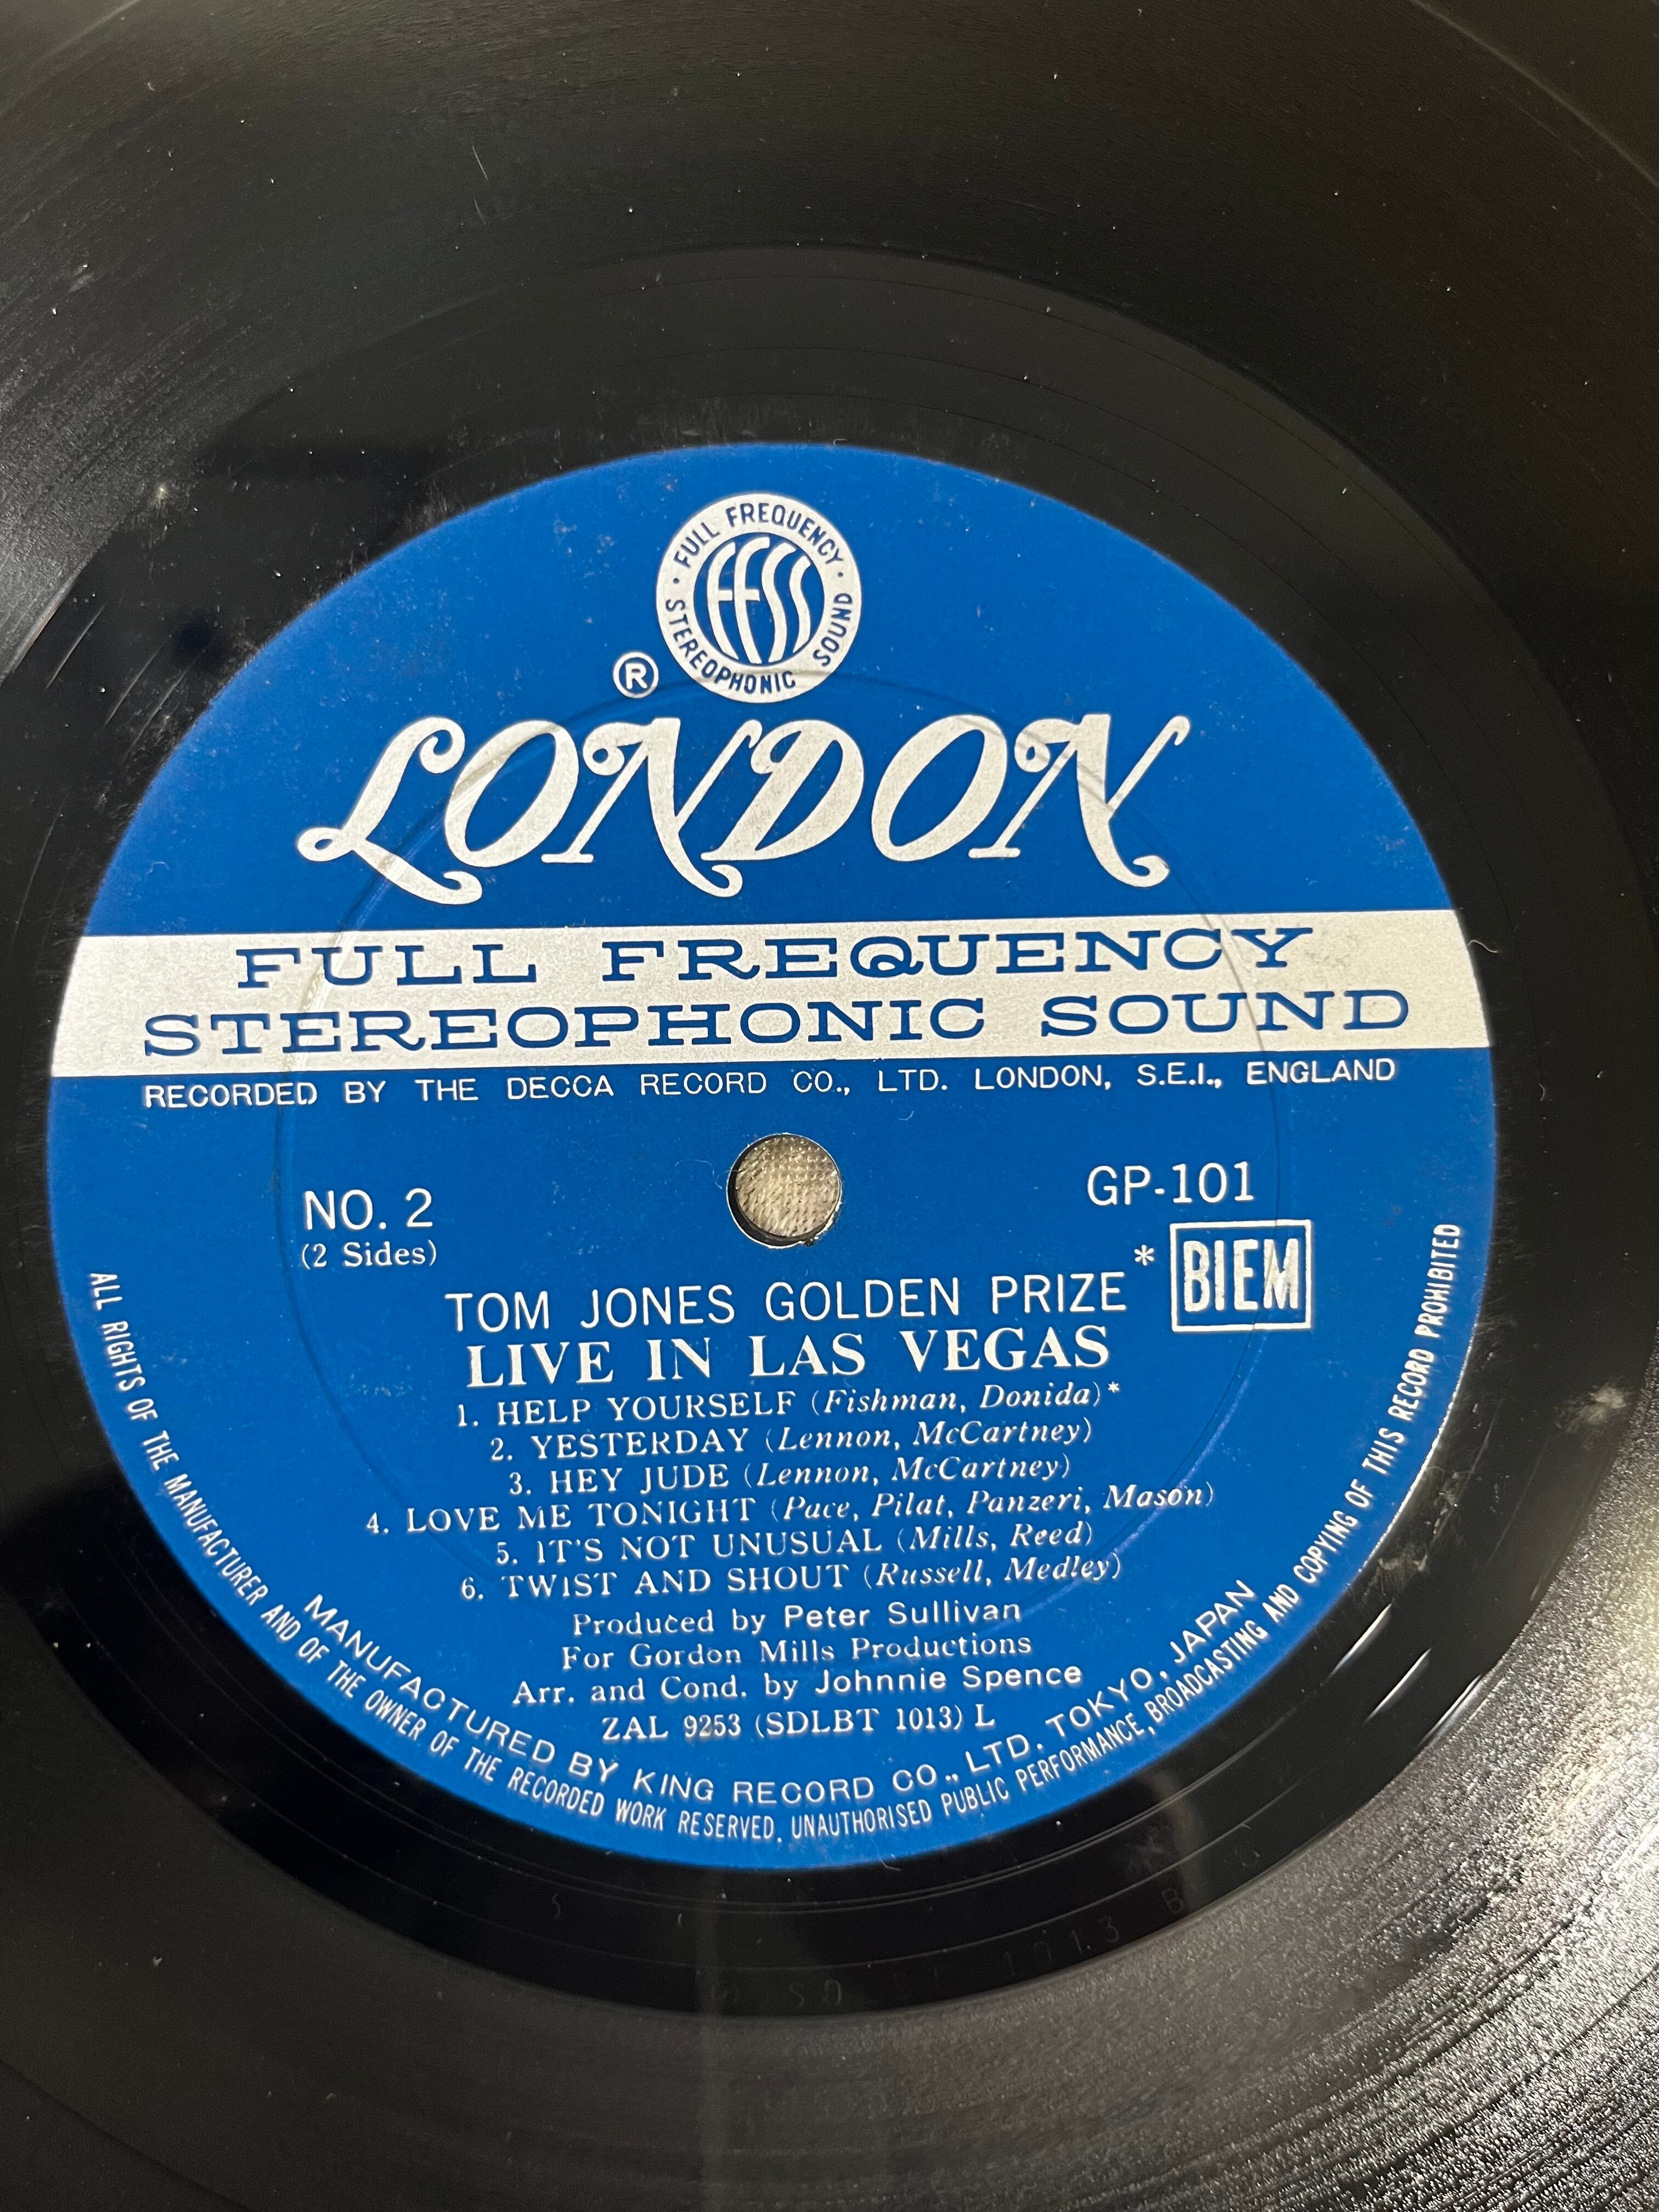 FULL FREQUENCY
STEREOPHONIC SOUND
FFSS
®
LONDON
FULL FREQUENCY
STEREOPHONIC SOUND
RECORDED BY THE DECCA RECORD CO., LTD. LONDON, S.E.I., ENGLAND
NO. 2
(2 Sides)
GP-101
* BIEM
TOM JONES GOLDEN PRIZE
LIVE IN LAS VEGAS
1. HELP YOURSELF (Fishman, Donida)*
2. YESTERDAY (Lennon, McCartney)
3. HEY JUDE (Lennon, McCartney)
4. LOVE ME TONIGHT (Pace, Pilat, Panzeri, Mason)
5. IT'S NOT UNUSUAL (Mills, Reed)
6. TWIST AND SHOUT (Russell, Medley)
Produced by Peter Sullivan
For Gordon Mills Productions
Arr. and Cond. by Johnnie Spence
ZAL 9253 (SDLBT 1013) L
MANUFACTURED BY KING RECORD CO., LTD. TOKYO, JAPAN
ALL RIGHTS OF THE MANUFACTURER AND OF THE OWNER OF THE RECORDED WORK RESERVED. UNAUTHORISED PUBLIC PERFORMANCE, BROADCASTING AND COPYING OF THIS RECORD PROHIBITED